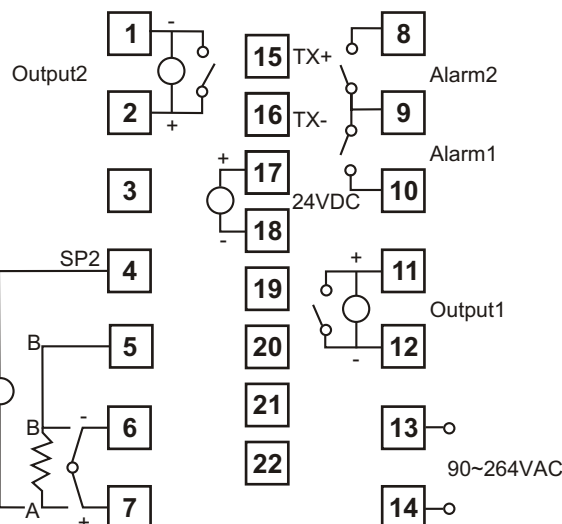 1 - 15 TX+ 8
Output2 Alarm2
2 + 16 TX- 9
3 + 17 Alarm1
24VDC 10
- 18
SP2 4 19 + 11
Output1
B 5 20 - 12
B - 6 21 13
22 90~264VAC
A + 7 14